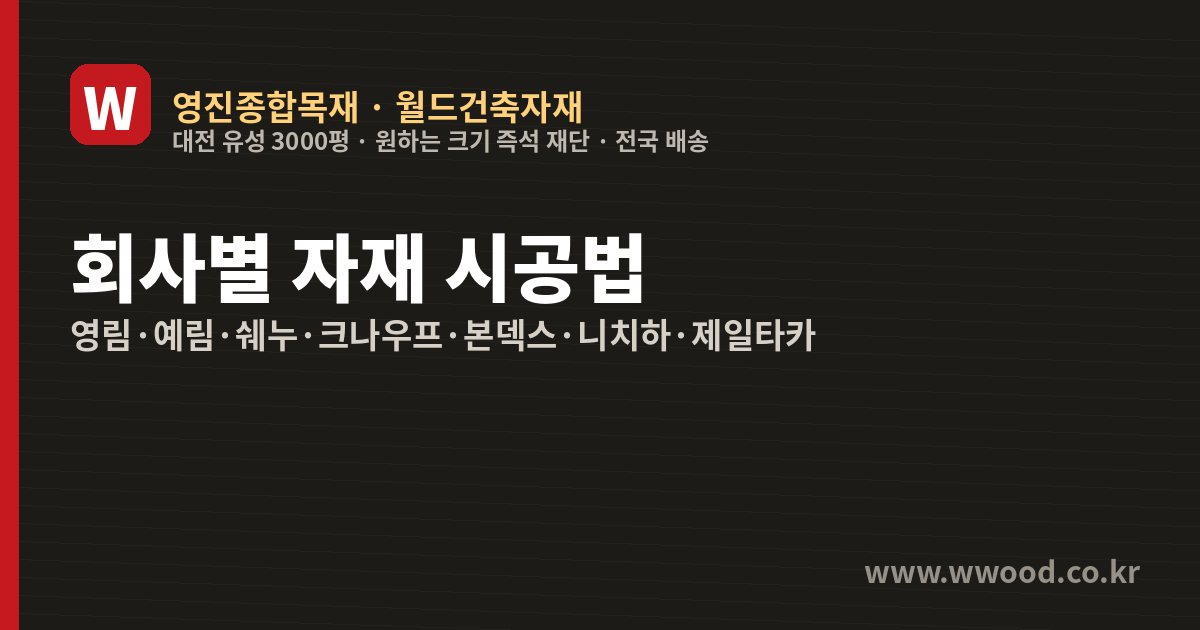 W
영진종합목재 · 월드건축자재
대전 유성 3000평 · 원하는 크기 즉석 재단 · 전국 배송
회사별 자재 시공법
영림·예림·쉐누·크나우프·본덱스·니치하·제일타카
www.wwood.co.kr